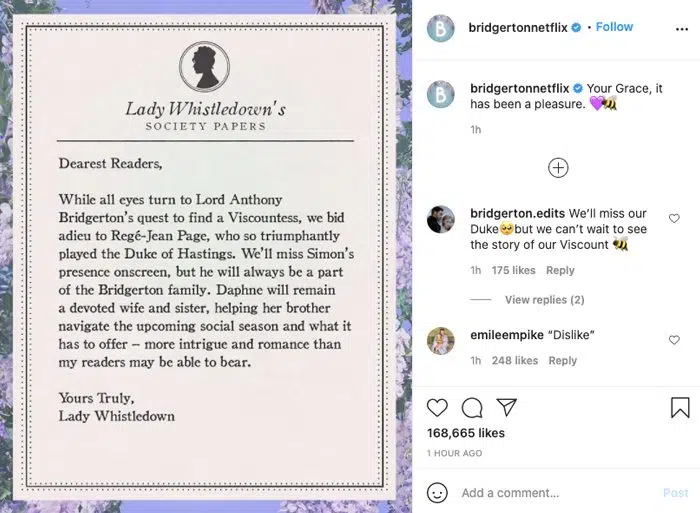 Lady Whistledown's
SOCIETY PAPERS
Dearest Readers,
While all eyes turn to Lord Anthony
Bridgerton's quest to find a Viscountess, we bid
adieu to Regé-Jean Page, who so triumphantly
played the Duke of Hastings. We'll miss Simon's
presence onscreen, but he will always be a part
of the Bridgerton family. Daphne will remain
a devoted wife and sister, helping her brother
navigate the upcoming social season and what it
has to offer – more intrigue and romance than
my readers may be able to bear.
Yours Truly,
Lady Whistledown
B
bridgertonnetflix • Follow
B
bridgertonnetflix Your Grace, it
has been a pleasure. 💜🐝
1h
bridgerton.edits We'll miss our
Duke🥺but we can't wait to see
the story of our Viscount 🐝
1h 175 likes Reply
View replies (2)
emileempike “Dislike”
1h 248 likes Reply
168,665 likes
1 HOUR AGO
Add a comment... Post